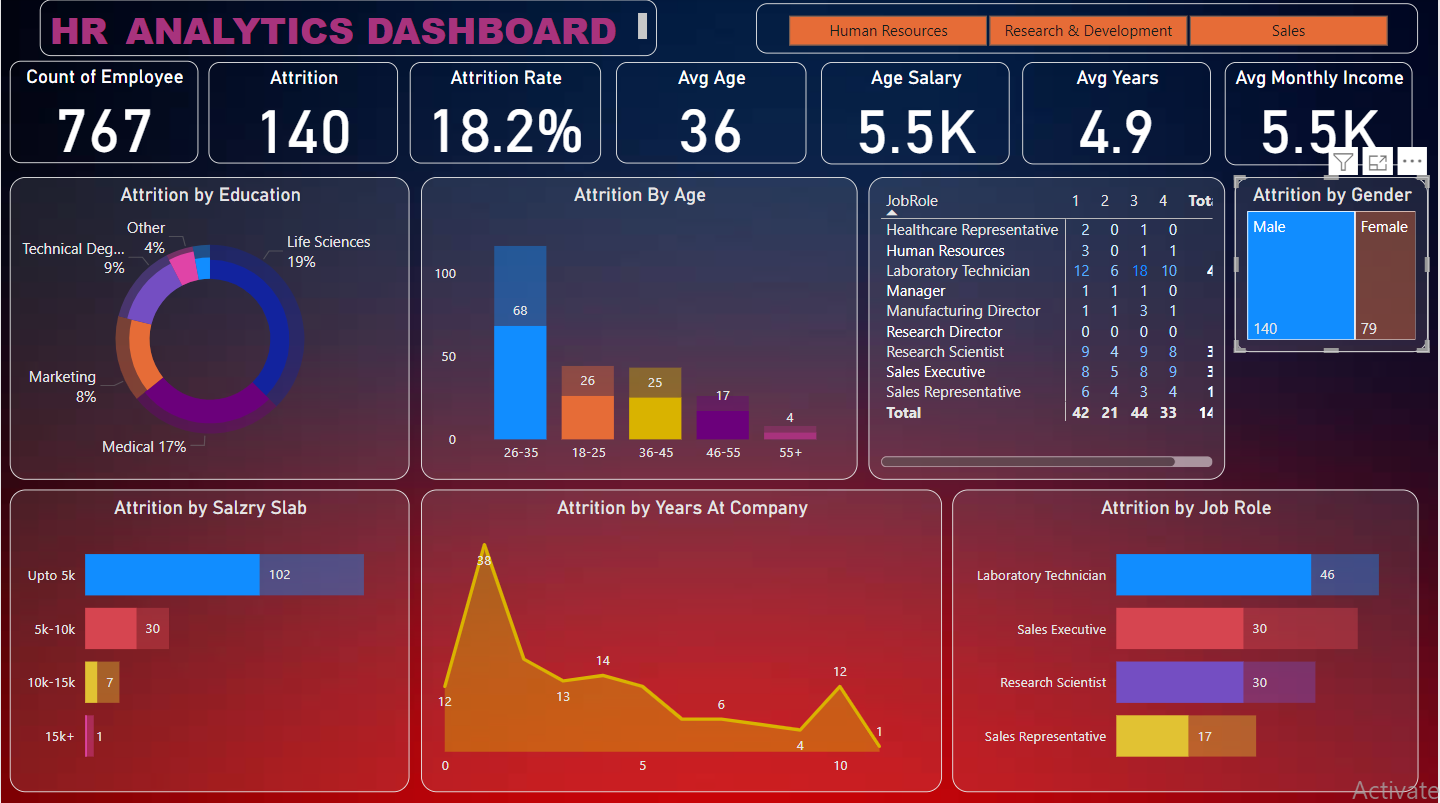 HR ANALYTICS DASHBOARD
Human Resources
Research & Development
Sales
Count of Employee
767
Attrition
140
Attrition Rate
18.2%
Avg Age
36
Age Salary
5.5K
Avg Years
4.9
Avg Monthly Income
5.5K
Attrition by Education
Other
4%
Life Sciences
19%
Technical Deg...
9%
Marketing
8%
Medical 17%
Attrition By Age
100
50
0
68
26
25
17
4
26-35
18-25
36-45
46-55
55+
JobRole 1 2 3 4
Healthcare Representative 2 0 1 0
Human Resources 3 0 1 1
Laboratory Technician 12 6 18 10
Manager 1 1 1 0
Manufacturing Director 1 1 3 1
Research Director 0 0 0 0
Research Scientist 9 4 9 8
Sales Executive 8 5 8 9
Sales Representative 6 4 3 4
Total 42 21 44 33
Attrition by Gender
Male
Female
140
79
Attrition by Salzry Slab
Upto 5k 102
5k-10k 30
10k-15k 7
15k+ 1
Attrition by Years At Company
38
12
13
14
6
4
12
1
0 5 10
Attrition by Job Role
Laboratory Technician 46
Sales Executive 30
Research Scientist 30
Sales Representative 17
Activate